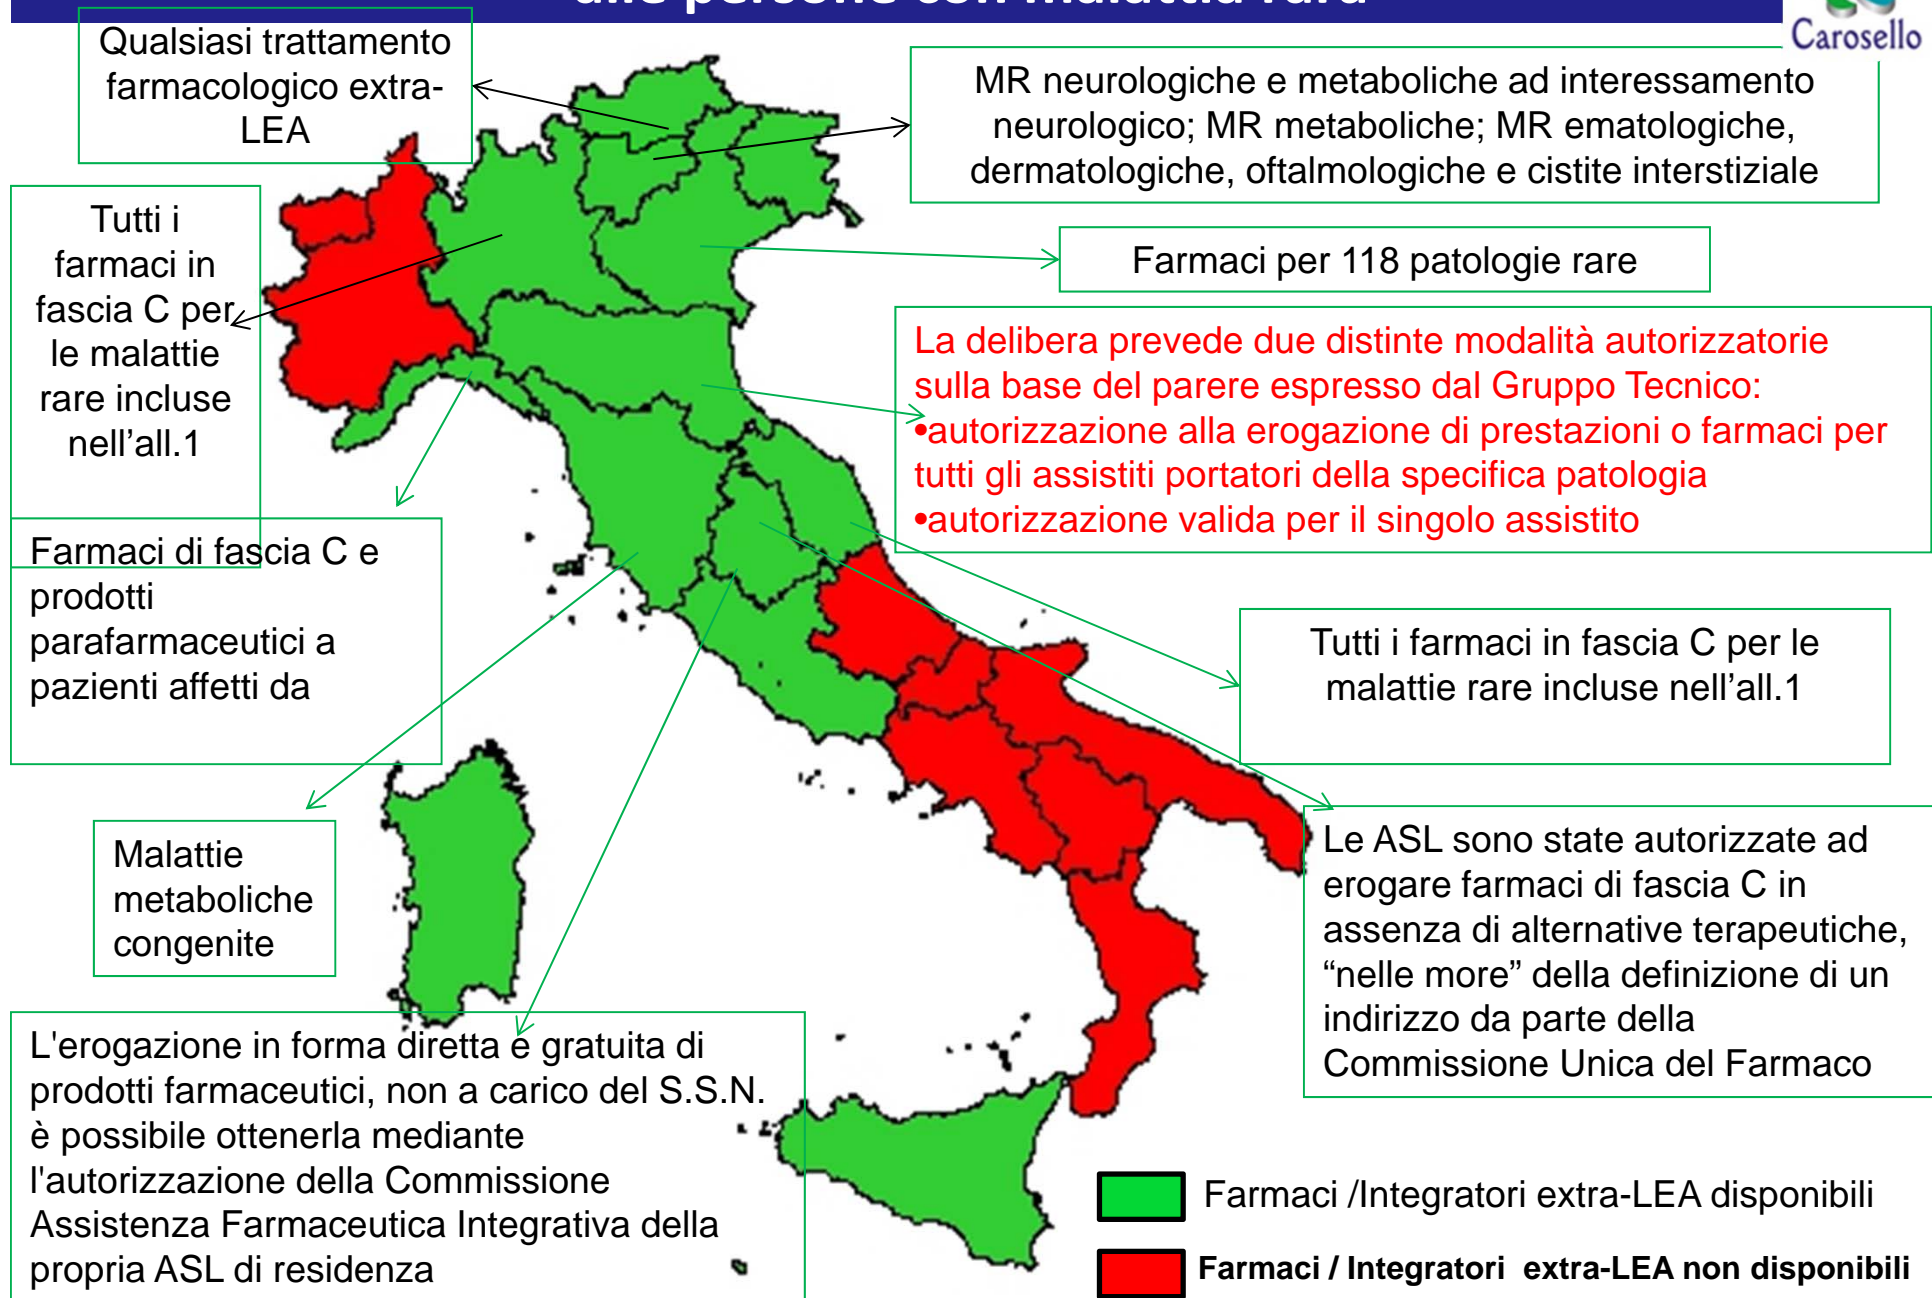 alle persone con malattia rara
Carosello
Qualsiasi trattamento
farmacologico extra-
LEA
MR neurologiche e metaboliche ad interessamento
neurologico; MR metaboliche; MR ematologiche,
dermatologiche, oftalmologiche e cistite interstiziale
Tutti i
farmaci in
fascia C per
le malattie
rare incluse
nell’all.1
Farmaci per 118 patologie rare
La delibera prevede due distinte modalità autorizzatorie
sulla base del parere espresso dal Gruppo Tecnico:
•autorizzazione alla erogazione di prestazioni o farmaci per
tutti gli assistiti portatori della specifica patologia
•autorizzazione valida per il singolo assistito
Farmaci di fascia C e
prodotti
parafarmaceutici a
pazienti affetti da
Tutti i farmaci in fascia C per le
malattie rare incluse nell’all.1
Malattie
metaboliche
congenite
Le ASL sono state autorizzate ad
erogare farmaci di fascia C in
assenza di alternative terapeutiche,
“nelle more” della definizione di un
indirizzo da parte della
Commissione Unica del Farmaco
L'erogazione in forma diretta e gratuita di
prodotti farmaceutici, non a carico del S.S.N.
è possibile ottenerla mediante
l'autorizzazione della Commissione
Assistenza Farmaceutica Integrativa della
propria ASL di residenza
Farmaci /Integratori extra-LEA disponibili
Farmaci / Integratori extra-LEA non disponibili